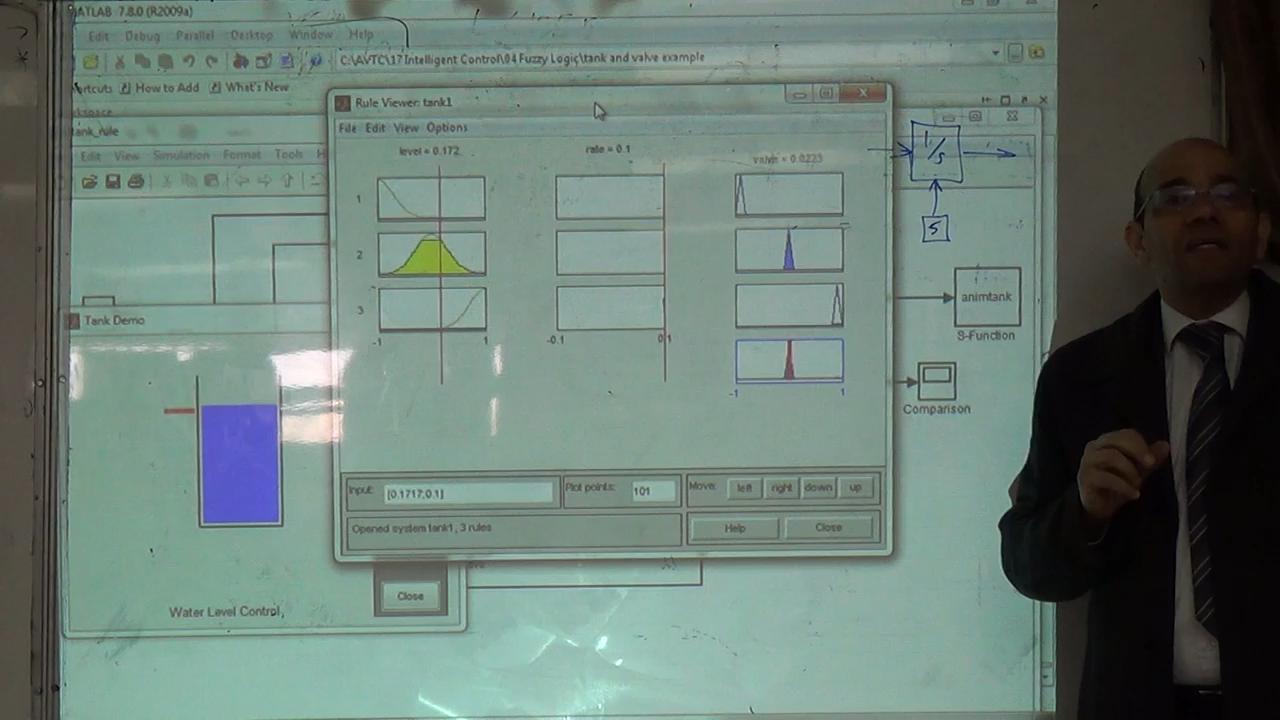 MATLAB 7.8.0 (R2009a)
Edit Debug Parallel Desktop Window Help
C:\AVTC\17 Intelligent Control\04 Fuzzy Logic\tank and valve example
How to Add What's New
tank_rule
Edit View Simulation Format Tools
Rule Viewer: tank1
File Edit View Options
level = 0.172 rate = 0.1 valve = 0.0223
1
2
3
-1 1 -0.1 0.1
-1 1
Input: [0.1717;0.1] Plot points: 101 Move: left right down up
Opened system tank1, 3 rules Help Close
Tank Demo
Water Level Control
Close
1/s
5
animtank
S-Function
Comparison